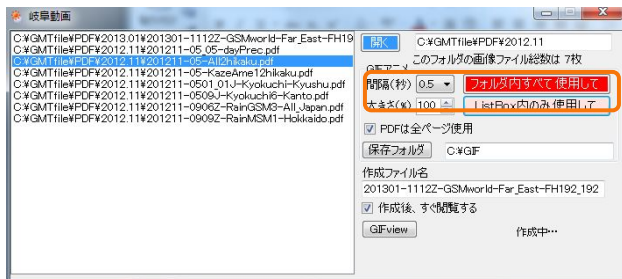 岐阜動画
C:¥GMTfile¥PDF¥2013.01¥201301-1112Z-GSMworld-Far_East-FH19
C:¥GMTfile¥PDF¥2012.11¥201211-05_05-dayPrec.pdf
C:¥GMTfile¥PDF¥2012.11¥201211-05-All2hikaku.pdf
C:¥GMTfile¥PDF¥2012.11¥201211-05-KazeAme12hikaku.pdf
C:¥GMTfile¥PDF¥2012.11¥201211-0501_01J-Kyokuchi-Kyushu.pdf
C:¥GMTfile¥PDF¥2012.11¥201211-0509J-Kyokuchi6-Kanto.pdf
C:¥GMTfile¥PDF¥2012.11¥201211-0906Z-RainGSM3-All_Japan.pdf
C:¥GMTfile¥PDF¥2012.11¥201211-0909Z-RainMSM1-Hokkaido.pdf
開く C:¥GMTfile¥PDF¥2012.11
このフォルダの画像ファイル総数は 7枚
GIFアニメ
間隔(秒) 0.5 フォルダ内すべて使用して
大きさ(%) 100 ListBox内のみ使用して
PDFは全ページ使用
保存フォルダ C:¥GIF
作成ファイル名
201301-1112Z-GSMworld-Far_East-FH192_192
作成後、すぐ閲覧する
GIFview 作成中…